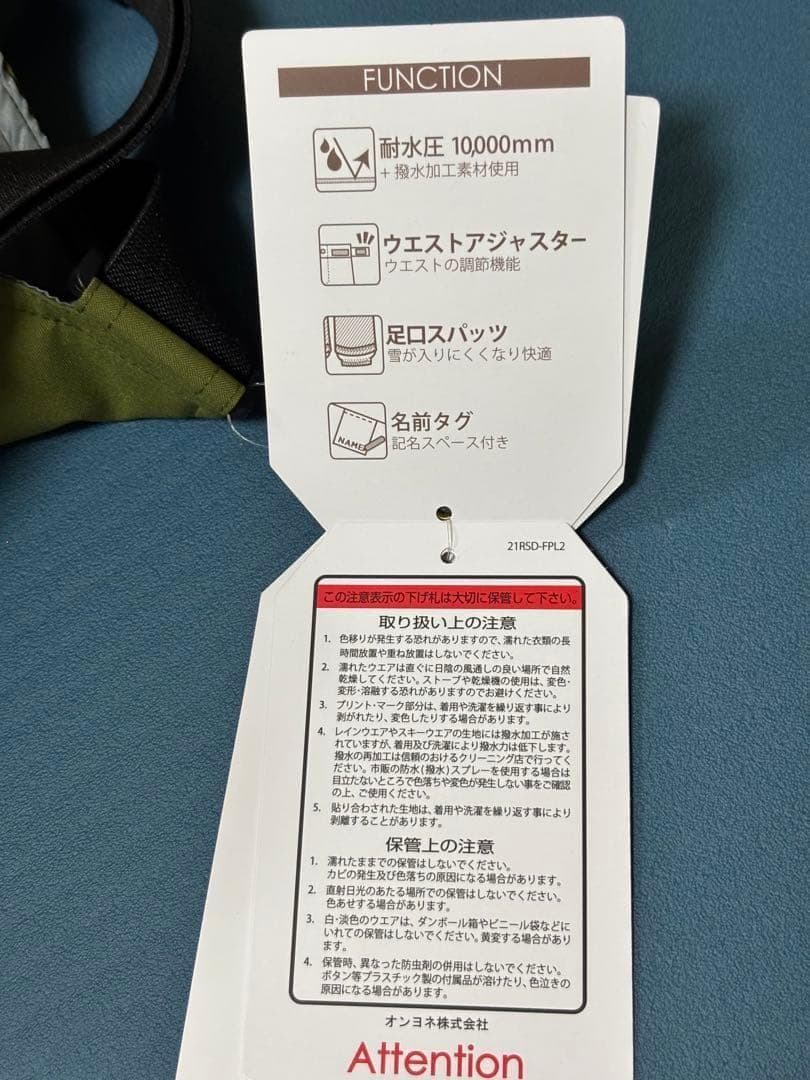 FUNCTION
耐水圧 10,000mm
+ 撥水加工素材使用
ウエストアジャスター
ウエストの調節機能
足口スパッツ
雪が入りにくくなり快適
NAME
名前タグ
記名スペース付き
21RSD-FPL2
この注意表示の下げ札は大切に保管して下さい。
取り扱い上の注意
1. 色移りが発生する恐れがありますので、濡れた衣類の長
時間放置や重ね放置はしないでください。
2. 濡れたウエアは直ぐに日陰の風通しの良い場所で自然
乾燥してください。ストーブや乾燥機の使用は、変色・
変形・溶融する恐れがありますのでお避けください。
3. プリント・マーク部分は、着用や洗濯を繰り返す事により
剥がれたり、変色したりする場合があります。
4. レインウエアやスキーウエアの生地には撥水加工が施さ
れていますが、着用及び洗濯により撥水力は低下します。
撥水の再加工は信頼のおけるクリーニング店で行ってく
ださい。市販の防水(撥水)スプレーを使用する場合は
目立たないところで色落ちや変色が発生しない事をご確認
の上、ご使用ください。
5. 貼り合わされた生地は、着用や洗濯を繰り返す事により
剥離することがあります。
保管上の注意
1. 濡れたままでの保管はしないでください。
カビの発生及び色落ちの原因になる場合があります。
2. 直射日光のあたる場所での保管はしないでください。
色あせする場合があります。
3. 白・淡色のウエアは、ダンボール箱やビニール袋などに
いれての保管はしないでください。黄変する場合があり
ます。
4. 保管時、異なった防虫剤の併用はしないでください。
ボタン等プラスチック製の付属品が溶けたり、色泣きの
原因になる場合があります。
オンヨネ株式会社
Attention